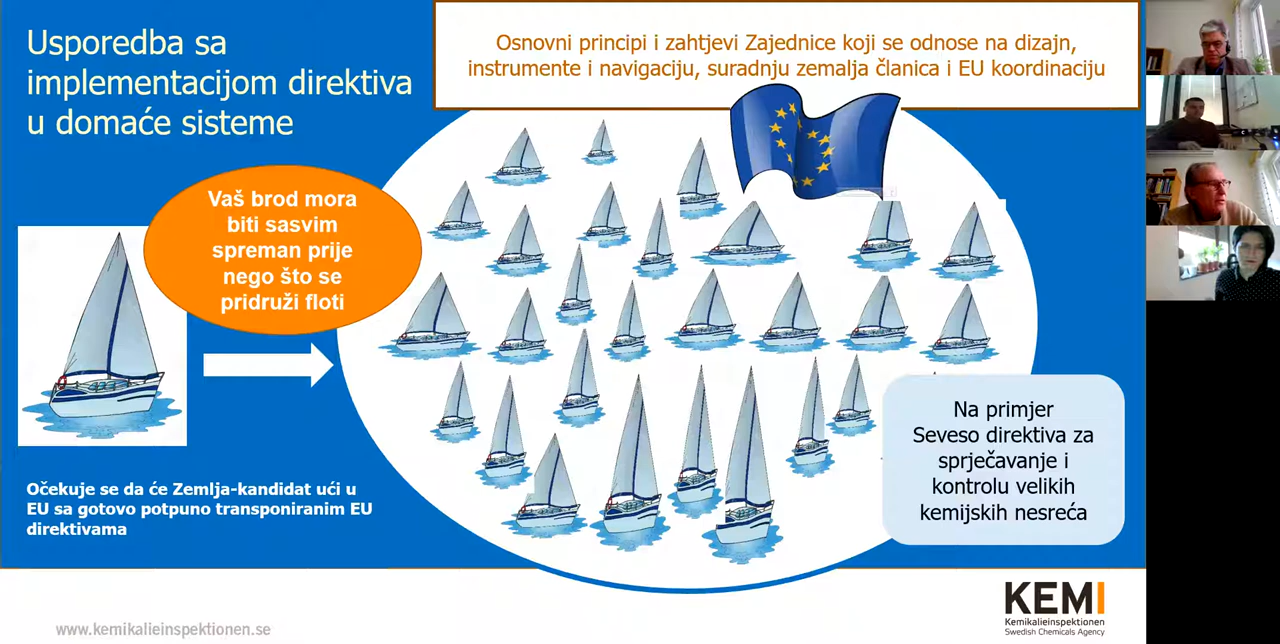 Usporedba sa
implementacijom direktiva
u domaće sisteme
Osnovni principi i zahtjevi Zajednice koji se odnose na dizajn,
instrumente i navigaciju, suradnju zemalja članica i EU koordinaciju
Vaš brod mora
biti sasvim
spreman prije
nego što se
pridruži floti
Očekuje se da će Zemlja-kandidat ući u
EU sa gotovo potpuno transponiranim EU
direktivama
Na primjer
Seveso direktiva za
sprječavanje i
kontrolu velikih
kemijskih nesreća
www.kemikalieinspektionen.se
KEMI
Kemikalieinspektionen
Swedish Chemicals Agency